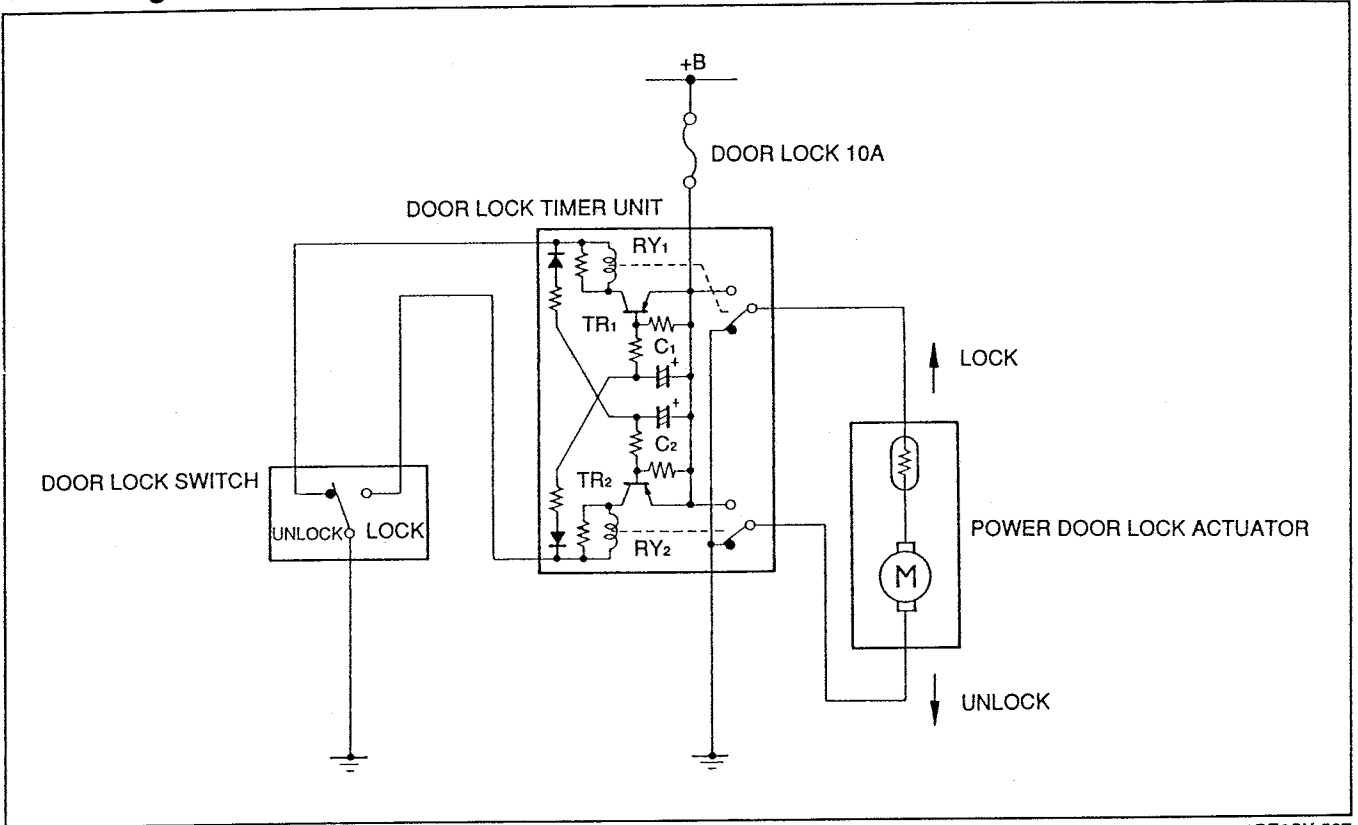 +B
DOOR LOCK 10A
DOOR LOCK TIMER UNIT
RY1
TR1
C1
+
LOCK
+
C2
DOOR LOCK SWITCH
TR2
UNLOCK LOCK
POWER DOOR LOCK ACTUATOR
RY2
M
UNLOCK